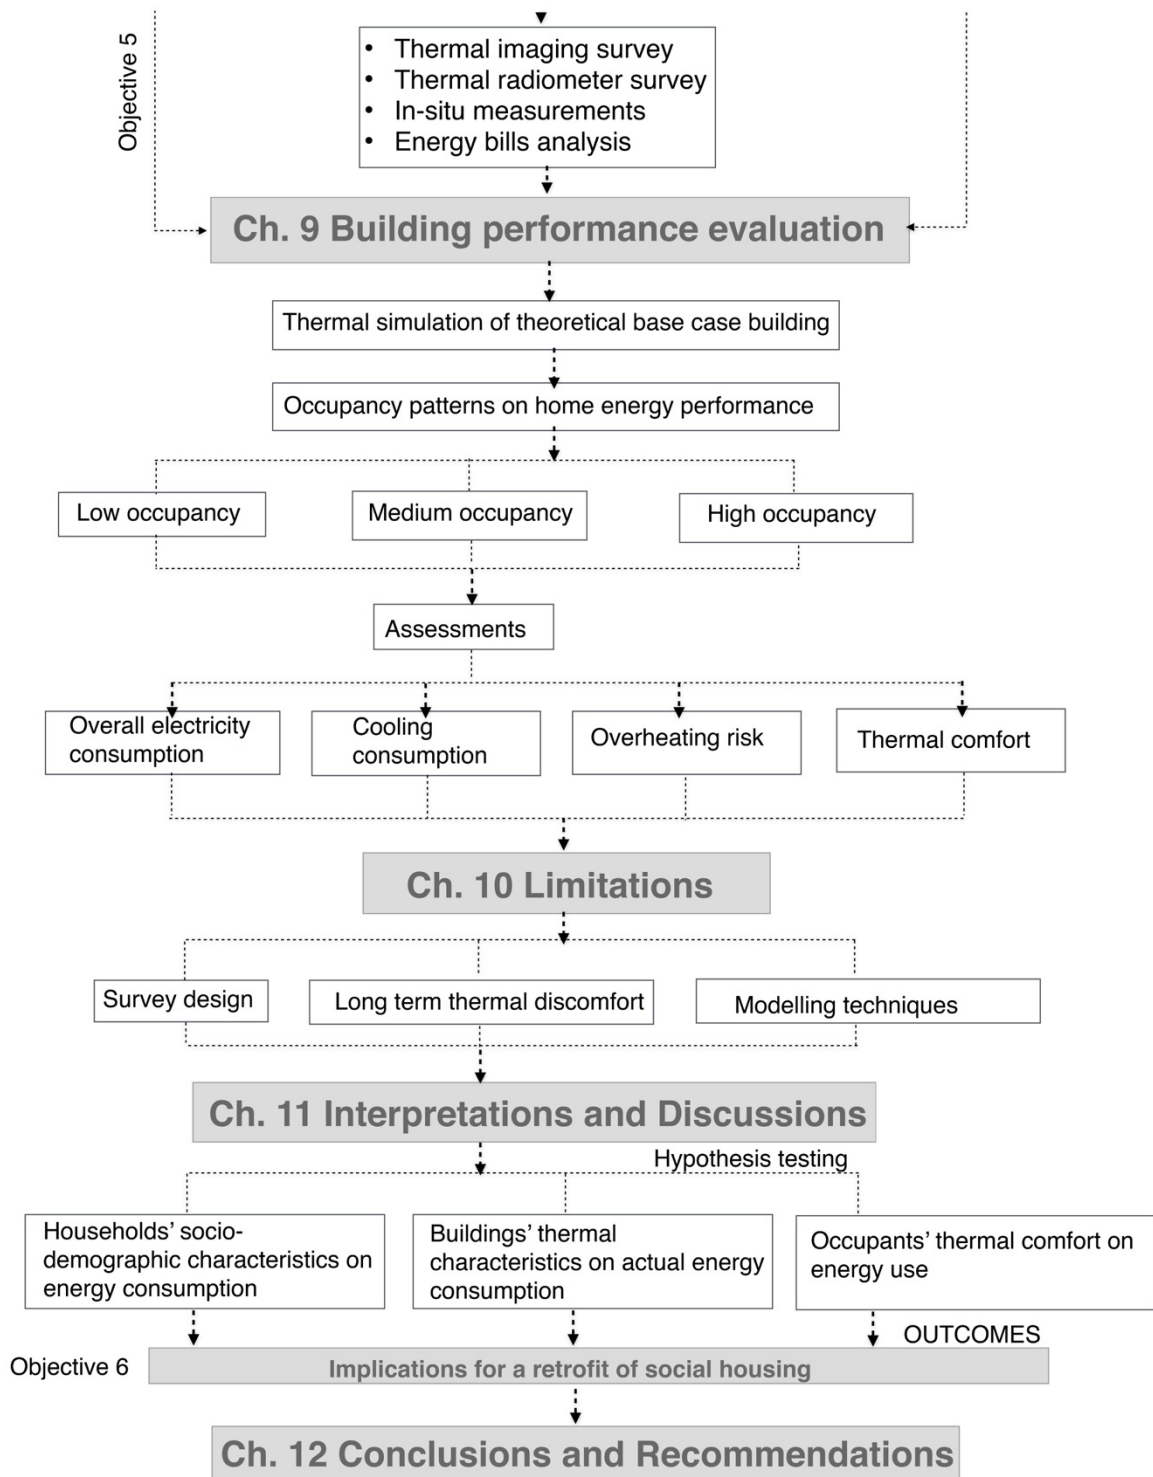 Objective 5
• Thermal imaging survey
• Thermal radiometer survey
• In-situ measurements
• Energy bills analysis
Ch. 9 Building performance evaluation
Thermal simulation of theoretical base case building
Occupancy patterns on home energy performance
Low occupancy
Medium occupancy
High occupancy
Assessments
Overall electricity
consumption
Cooling
consumption
Overheating risk
Thermal comfort
Ch. 10 Limitations
Survey design
Long term thermal discomfort
Modelling techniques
Ch. 11 Interpretations and Discussions
Hypothesis testing
Households’ socio-
demographic characteristics on
energy consumption
Buildings’ thermal
characteristics on actual energy
consumption
Occupants’ thermal comfort on
energy use
OUTCOMES
Objective 6
Implications for a retrofit of social housing
Ch. 12 Conclusions and Recommendations